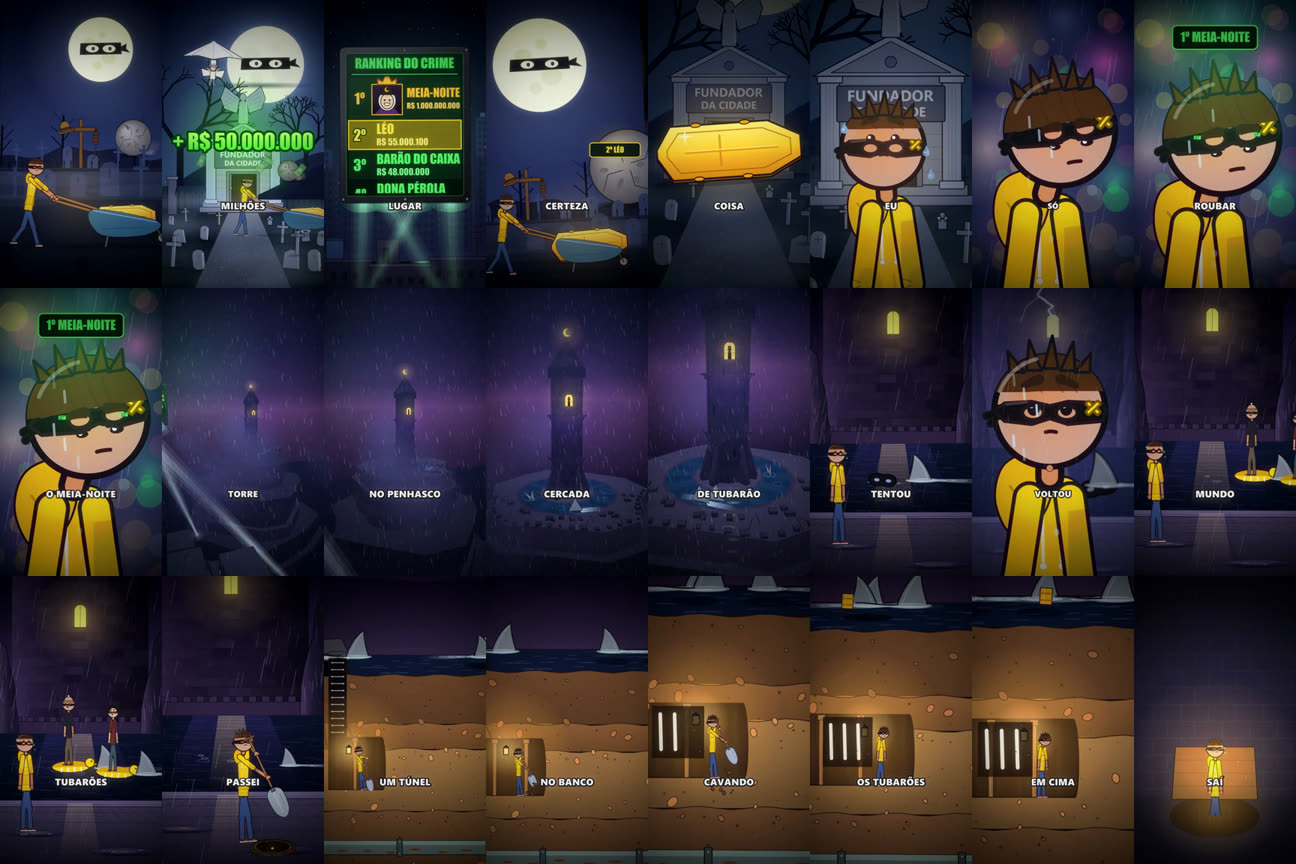 + R$ 50.000.000
FUNDADOR
DA CIDADE
MILHÕES
RANKING DO CRIME
1º MEIA-NOITE
R$ 1.000.000.000
2º LÉO
R$ 55.000.100
3º BARÃO DO CAIXA
R$ 48.000.000
DONA PÉROLA
LUGAR
2º LÉO
CERTEZA
FUNDADOR
DA CIDADE
COISA
FUNDADOR
DE
EU
SÓ
1º MEIA-NOITE
ROUBAR
1º MEIA-NOITE
O MEIA-NOITE
TORRE
NO PENHASCO
CERCADA
DE TUBARÃO
TENTOU
VOLTOU
MUNDO
TUBARÕES
PASSEI
UM TÚNEL
NO BANCO
CAVANDO
OS TUBARÕES
EM CIMA
SAÍ